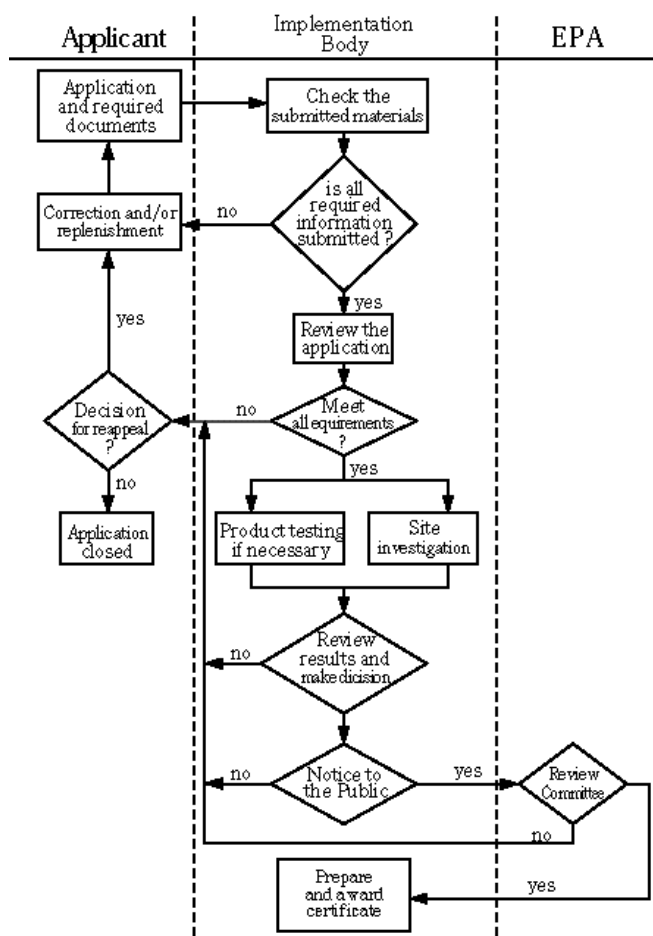 Applicant
Implementation
Body
EPA
Application
and required
documents
Check the
submitted materials
Correction and/or
replenishment
no
is all
required
information
submitted ?
yes
yes
Review the
application
Decision
for reappeal
?
no
Meet
all equirements
?
no
yes
Application
closed
Product testing
if necessary
Site
investigation
no
Review
results and
make dicision
no
Notice to
the Public
yes
Review
Committee
no
Prepare
and award
certificate
yes